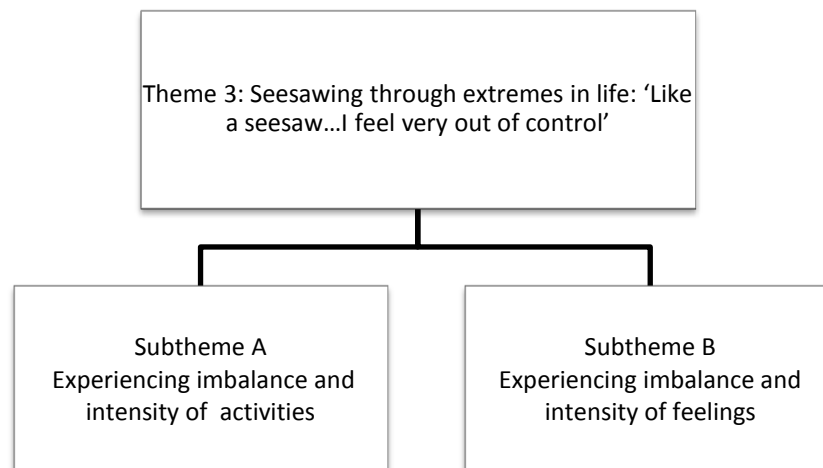 Theme 3: Seesawing through extremes in life: ‘Like
a seesaw…I feel very out of control’
Subtheme A
Experiencing imbalance and
intensity of  activities
Subtheme B
Experiencing imbalance and
intensity of feelings